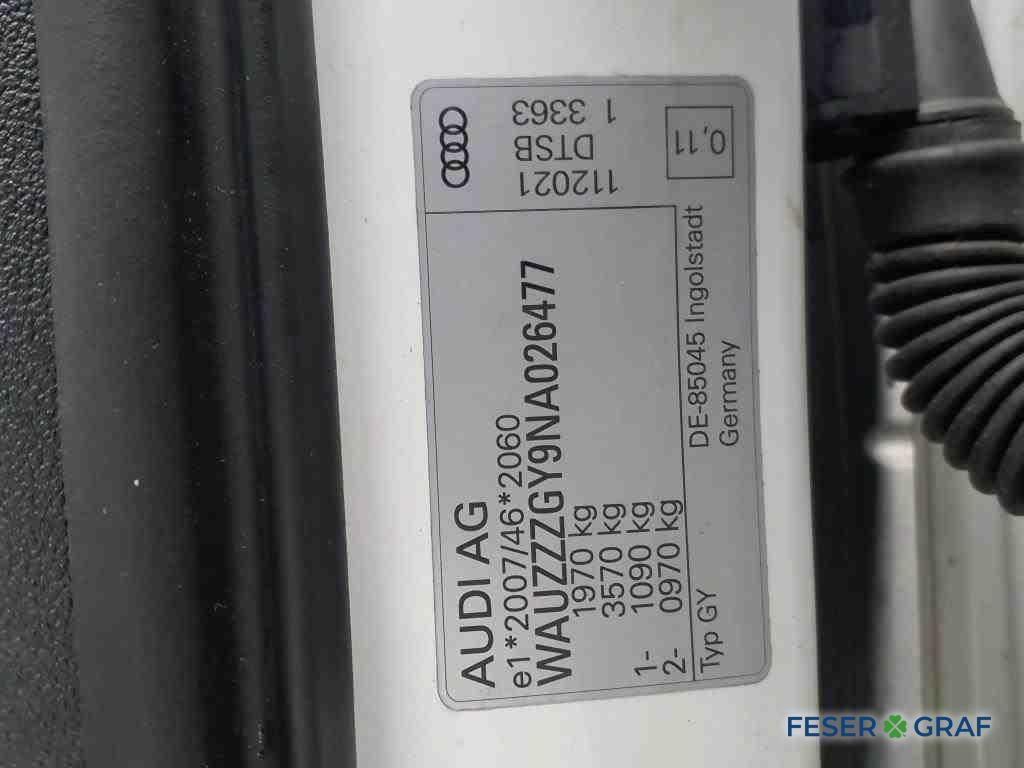 AUDI AG
e1*2007/46*2060
WAUZZZGY9NA026477
1970 kg
3570 kg
1- 1090 kg
2- 0970 kg
Typ GY
DE-85045 Ingolstadt
Germany
112021
DTSB
1 3363
0,11
FESER GRAF